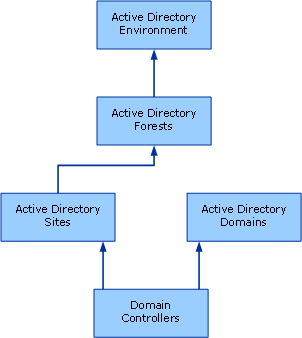 Active Directory
Environment
Active Directory
Forests
Active Directory
Sites
Active Directory
Domains
Domain
Controllers